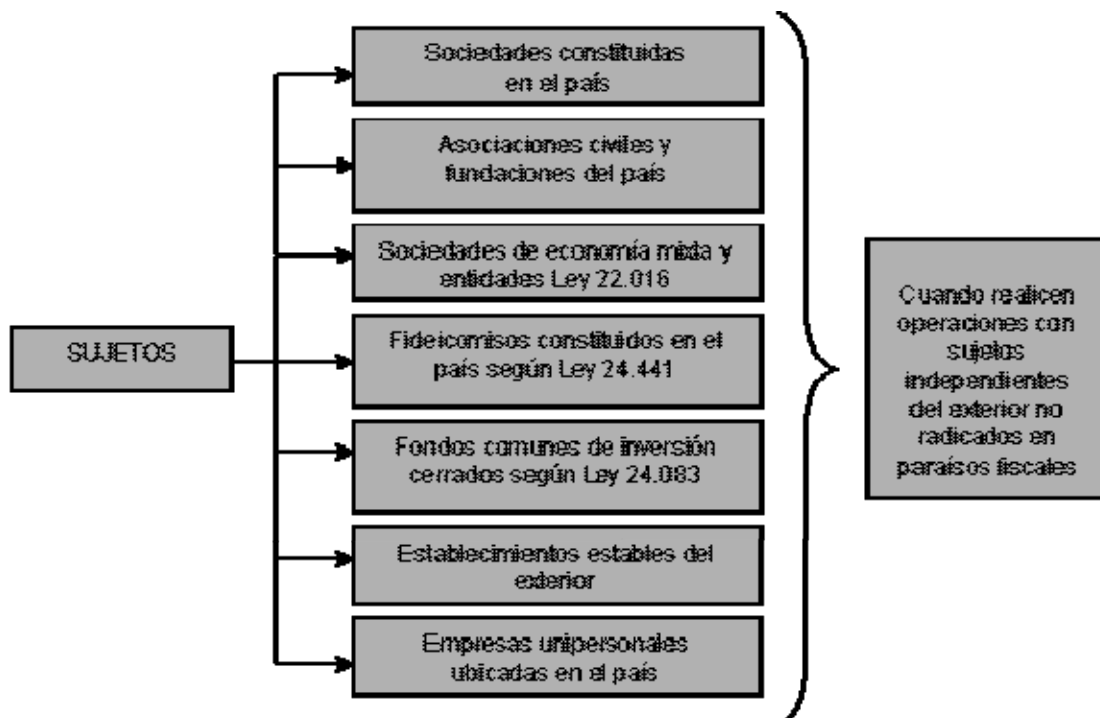 SUJETOS
Sociedades constituidas
en el país
Asociaciones civiles y
fundaciones del país
Sociedades de economía mixta y
entidades Ley 22.016
Fideicomisos constituidos en el
país según Ley 24.441
Fondos comunes de inversión
cerrados según Ley 24.083
Establecimientos estables del
exterior
Empresas unipersonales
ubicadas en el país
Cuando realicen
operaciones con
sujetos
independientes
del exterior no
radicados en
paraísos fiscales